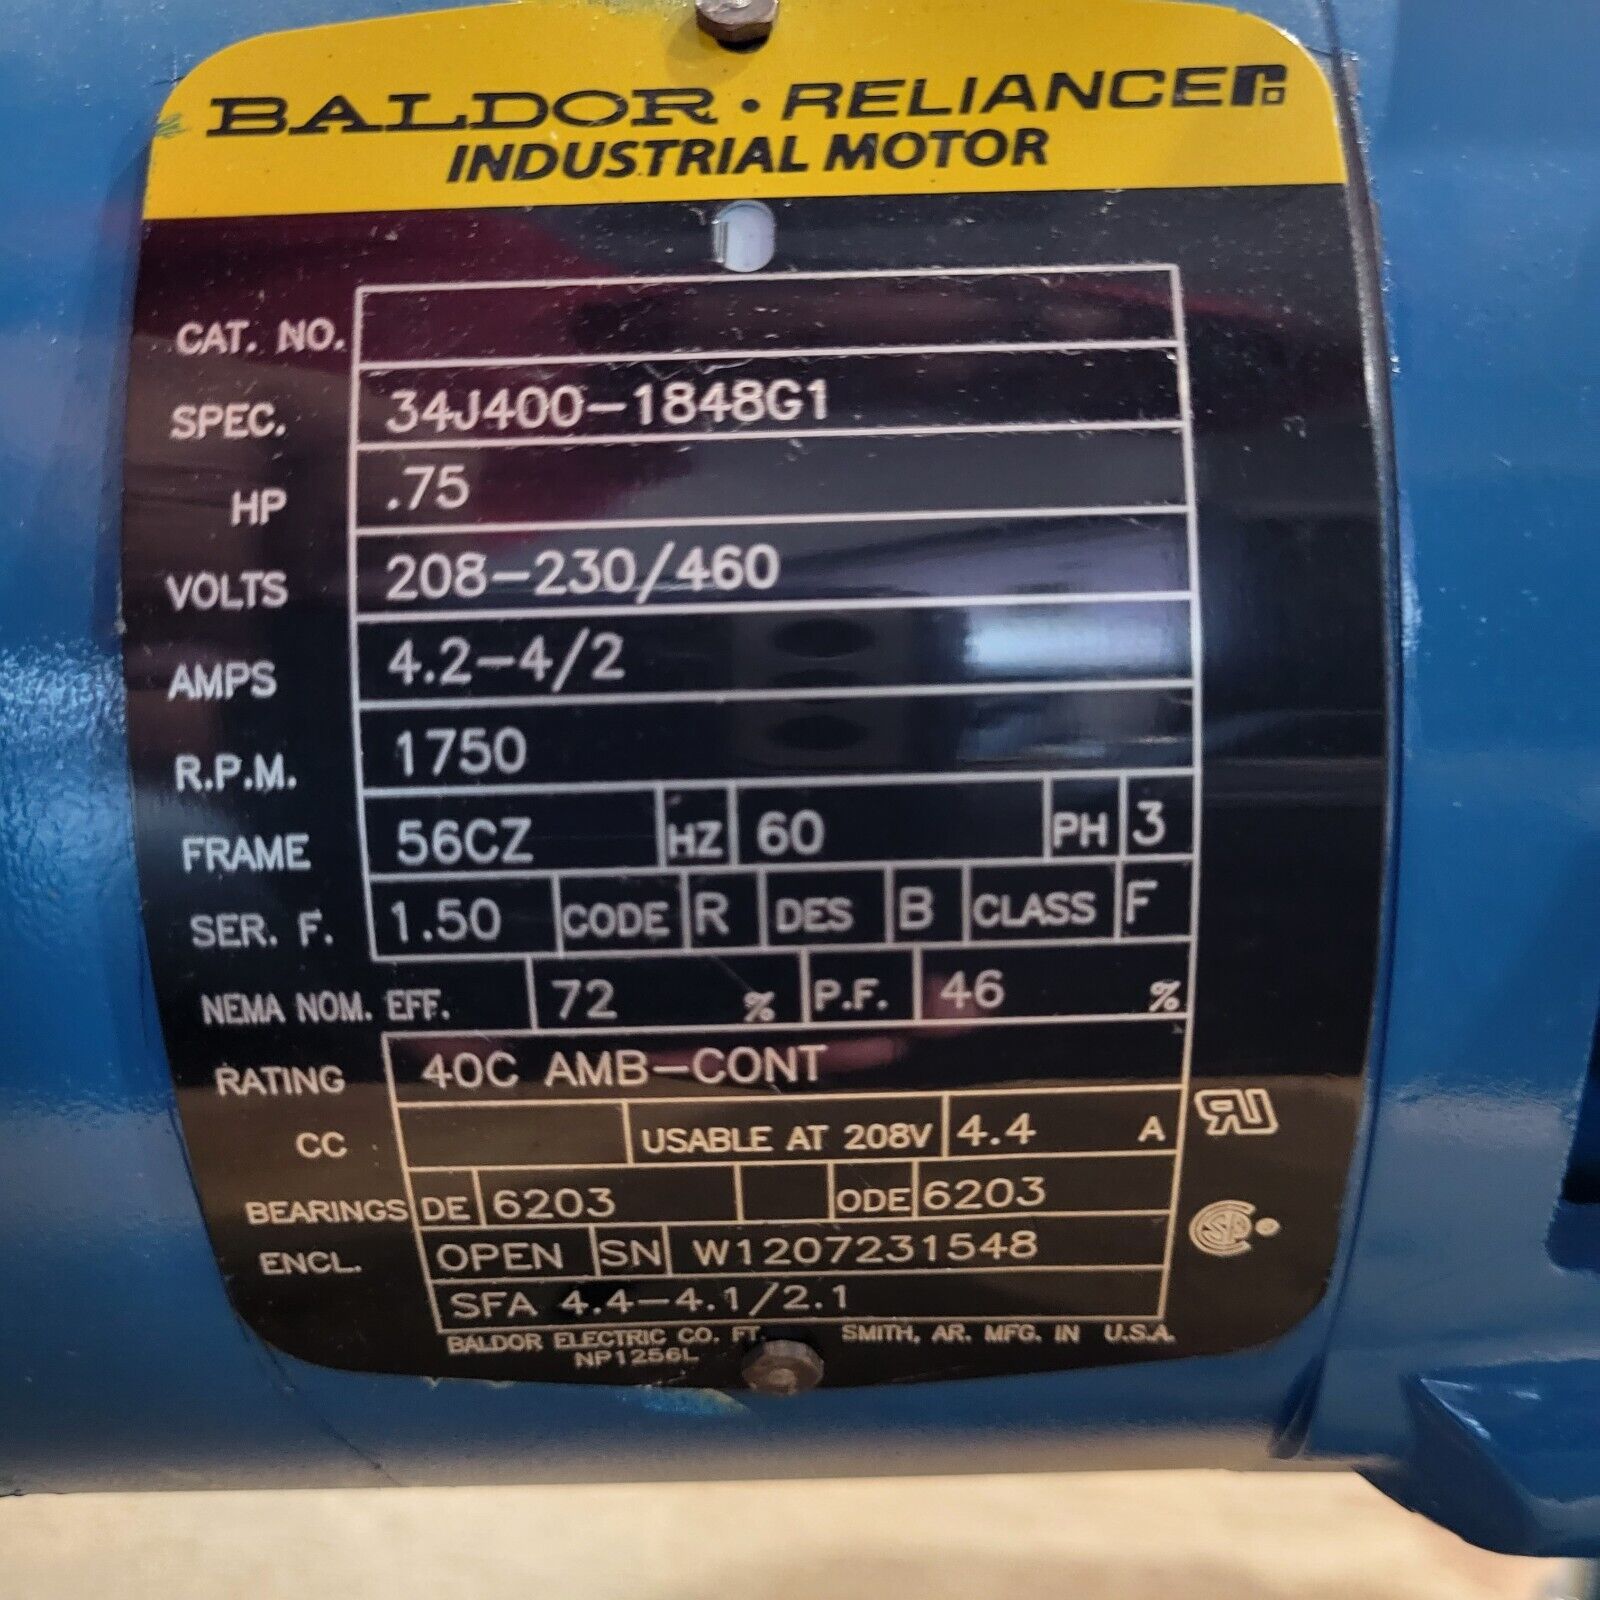 BALDOR · RELIANCE
INDUSTRIAL MOTOR
CAT. NO.
SPEC. 34J400-1848G1
HP .75
VOLTS 208-230/460
AMPS 4.2-4/2
R.P.M. 1750
FRAME 56CZ HZ 60 PH 3
SER. F. 1.50 CODE R DES B CLASS F
NEMA NOM. EFF. 72 % P.F. 46 %
RATING 40C AMB-CONT
CC USABLE AT 208V 4.4 A
BEARINGS DE 6203 ODE 6203
ENCL. OPEN SN W1207231548
SFA 4.4-4.1/2.1
BALDOR ELECTRIC CO. FT. SMITH, AR. MFG. IN U.S.A.
NP1256L